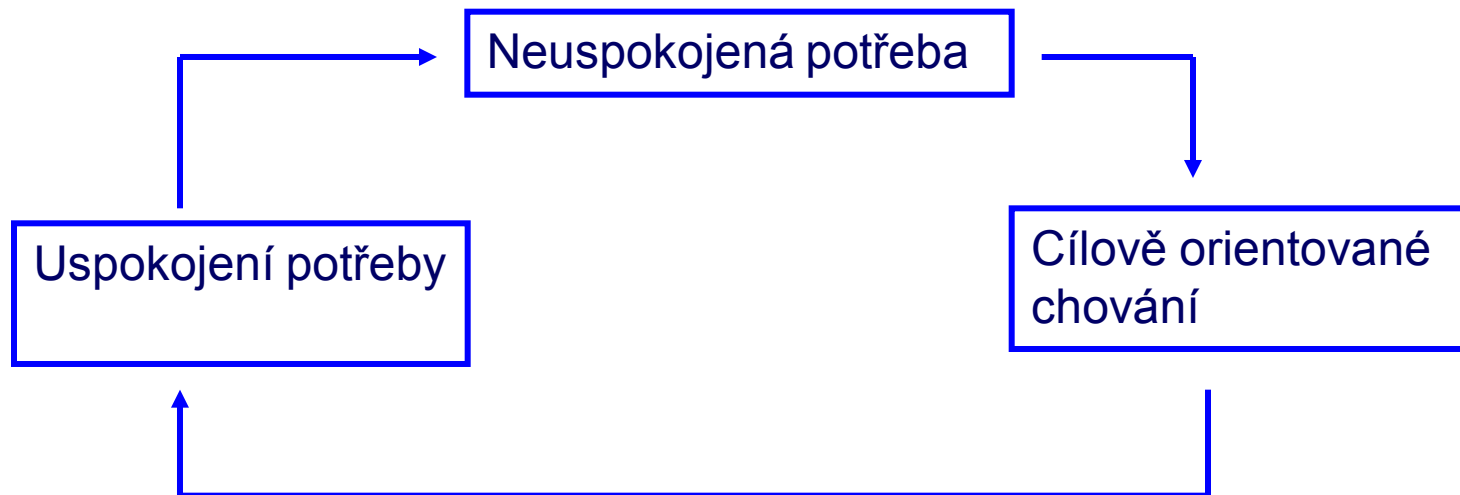 Neuspokojená potřeba
Uspokojení potřeby
Cílově orientované
chování